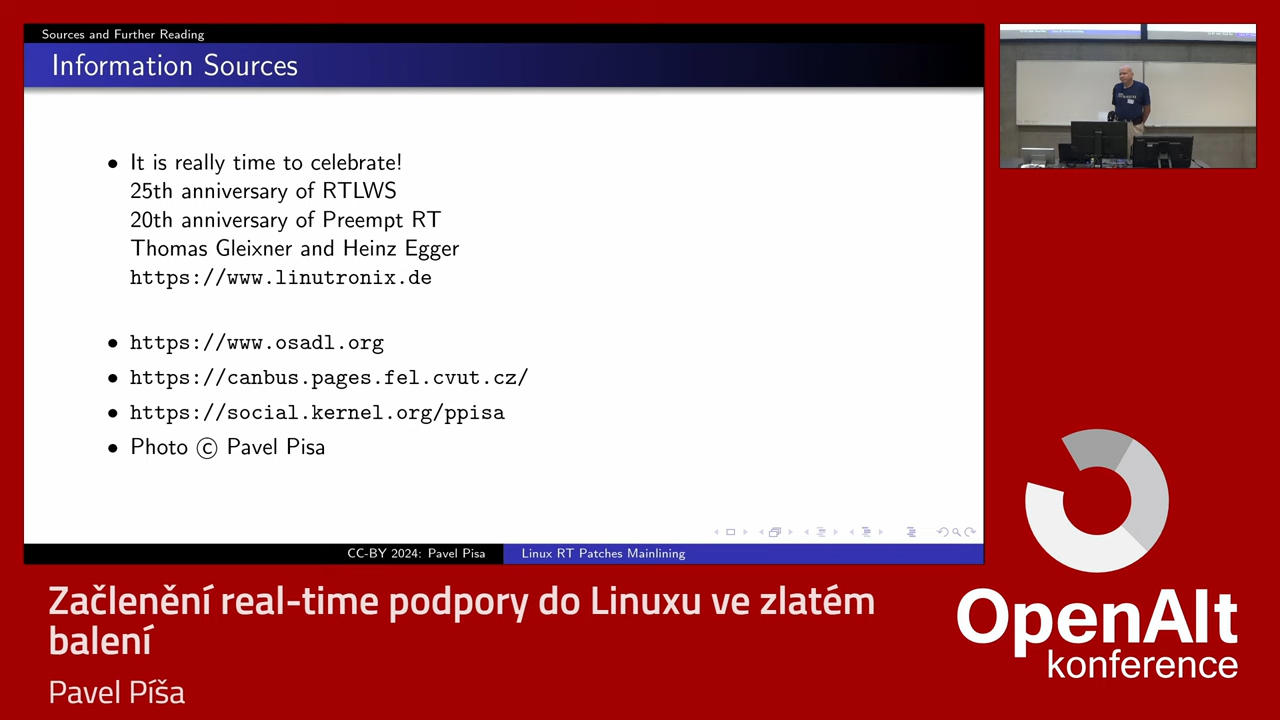 Sources and Further Reading
Information Sources
• It is really time to celebrate!
25th anniversary of RTLWS
20th anniversary of Preempt RT
Thomas Gleixner and Heinz Egger
https://www.linutronix.de
• https://www.osadl.org
• https://canbus.pages.fel.cvut.cz/
• https://social.kernel.org/ppisa
• Photo © Pavel Pisa
CC-BY 2024: Pavel Pisa
Linux RT Patches Mainlining
Začlenění real-time podpory do Linuxu ve zlatém
balení
Pavel Píša
OpenAlt
konference